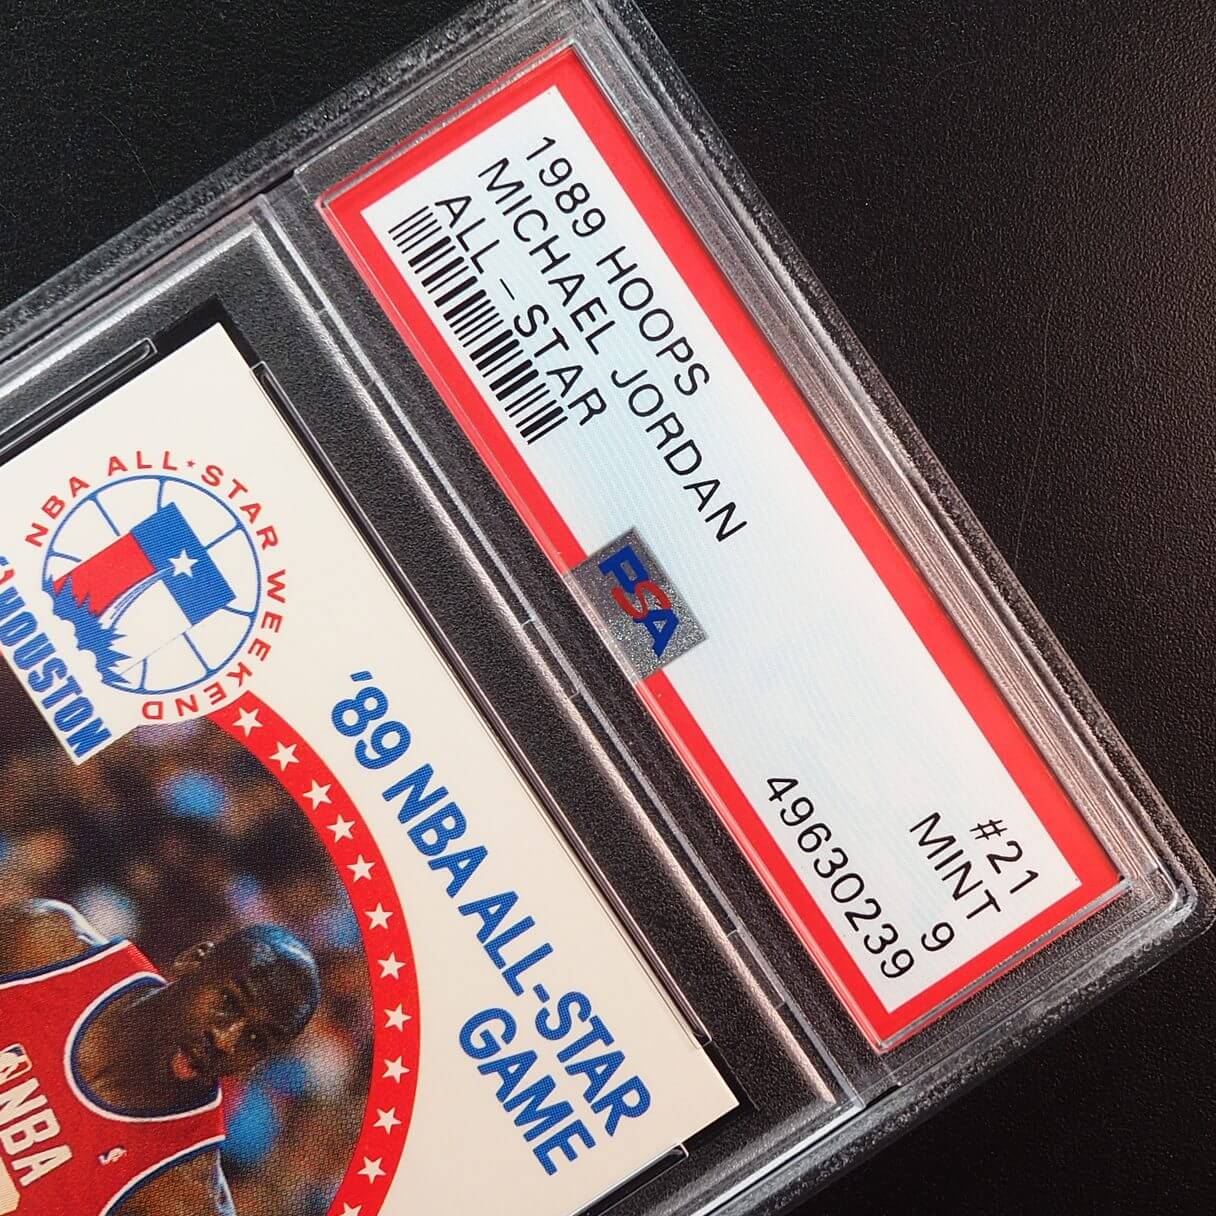 1989 HOOPS
MICHAEL JORDAN
ALL-STAR
#21
MINT 9
49630239
PSA
NBA ALL★STAR WEEKEND
HOUSTON
'89 NBA ALL-STAR
GAME
NBA